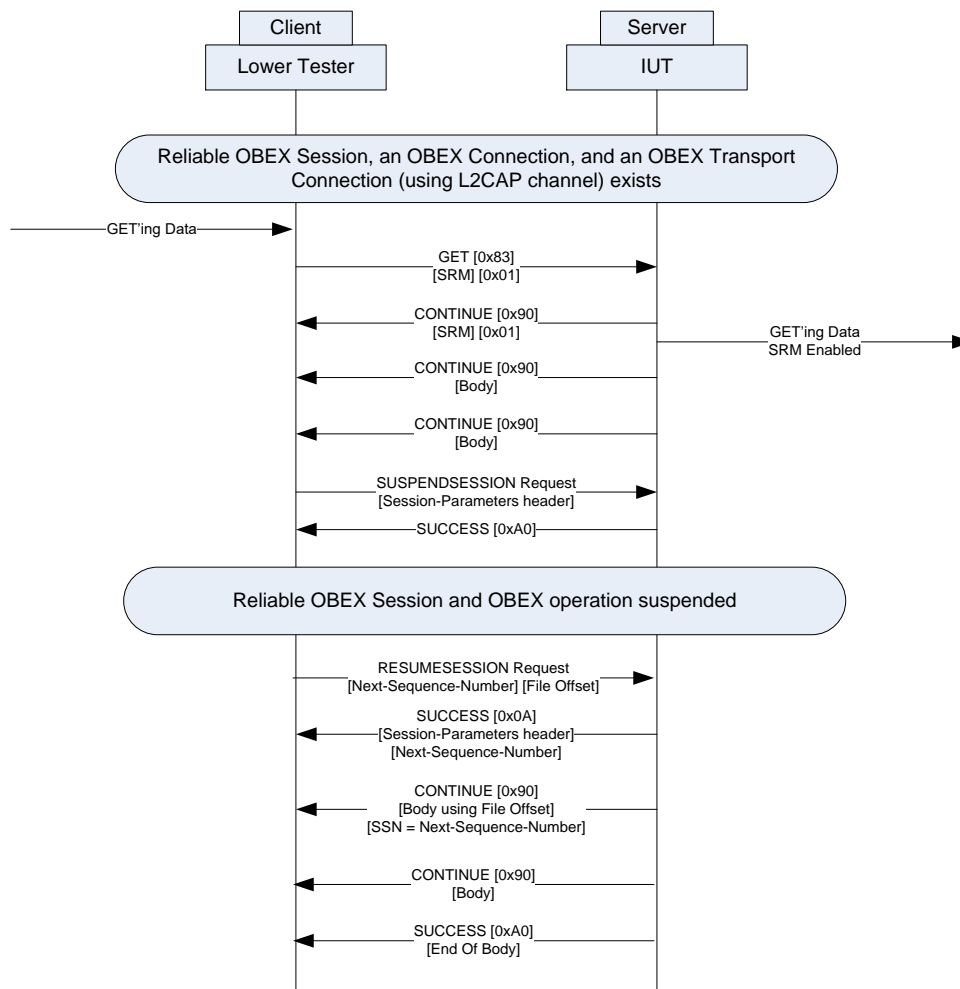 Client
Server
Lower Tester
IUT
Reliable OBEX Session, an OBEX Connection, and an OBEX Transport
Connection (using L2CAP channel) exists
GET'ing Data
GET [0x83]
[SRM] [0x01]
CONTINUE [0x90]
[SRM] [0x01]
GET'ing Data
SRM Enabled
CONTINUE [0x90]
[Body]
CONTINUE [0x90]
[Body]
SUSPENDSESSION Request
[Session-Parameters header]
SUCCESS [0xA0]
Reliable OBEX Session and OBEX operation suspended
RESUMESESSION Request
[Next-Sequence-Number] [File Offset]
SUCCESS [0x0A]
[Session-Parameters header]
[Next-Sequence-Number]
CONTINUE [0x90]
[Body using File Offset]
[SSN = Next-Sequence-Number]
CONTINUE [0x90]
[Body]
SUCCESS [0xA0]
[End Of Body]